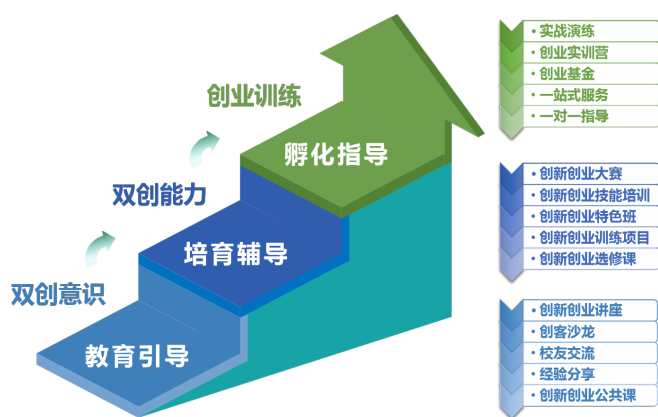 创业训练
孵化指导
双创能力
培育辅导
双创意识
教育引导
·实战演练
·创业实训营
·创业基金
·一站式服务
·一对一指导
·创新创业大赛
·创新创业技能培训
·创新创业特色班
·创新创业训练项目
·创新创业选修课
·创新创业讲座
·创客沙龙
·校友交流
·经验分享
·创新创业公共课